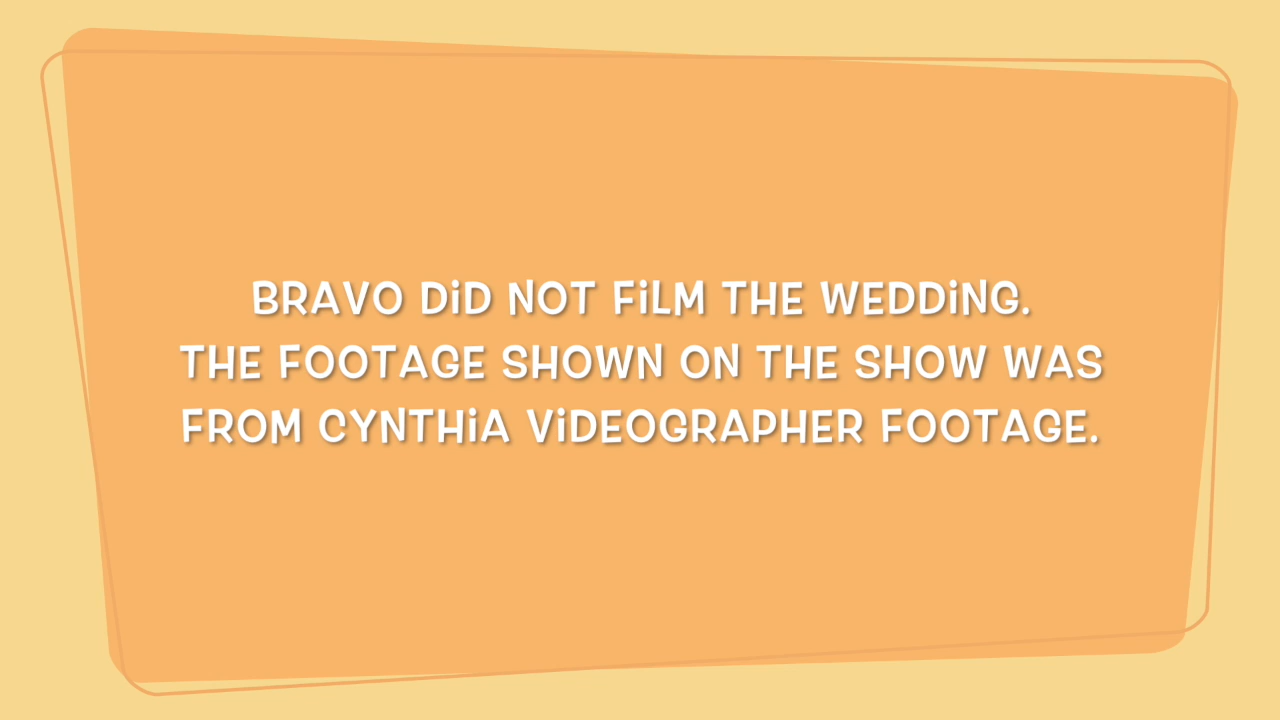 BRAVO DiD NOT FiLM THE WEDDiNG.
THE FOOTAGE SHOWN ON THE SHOW WAS
FROM CYNTHiA ViDEOGRAPHER FOOTAGE.